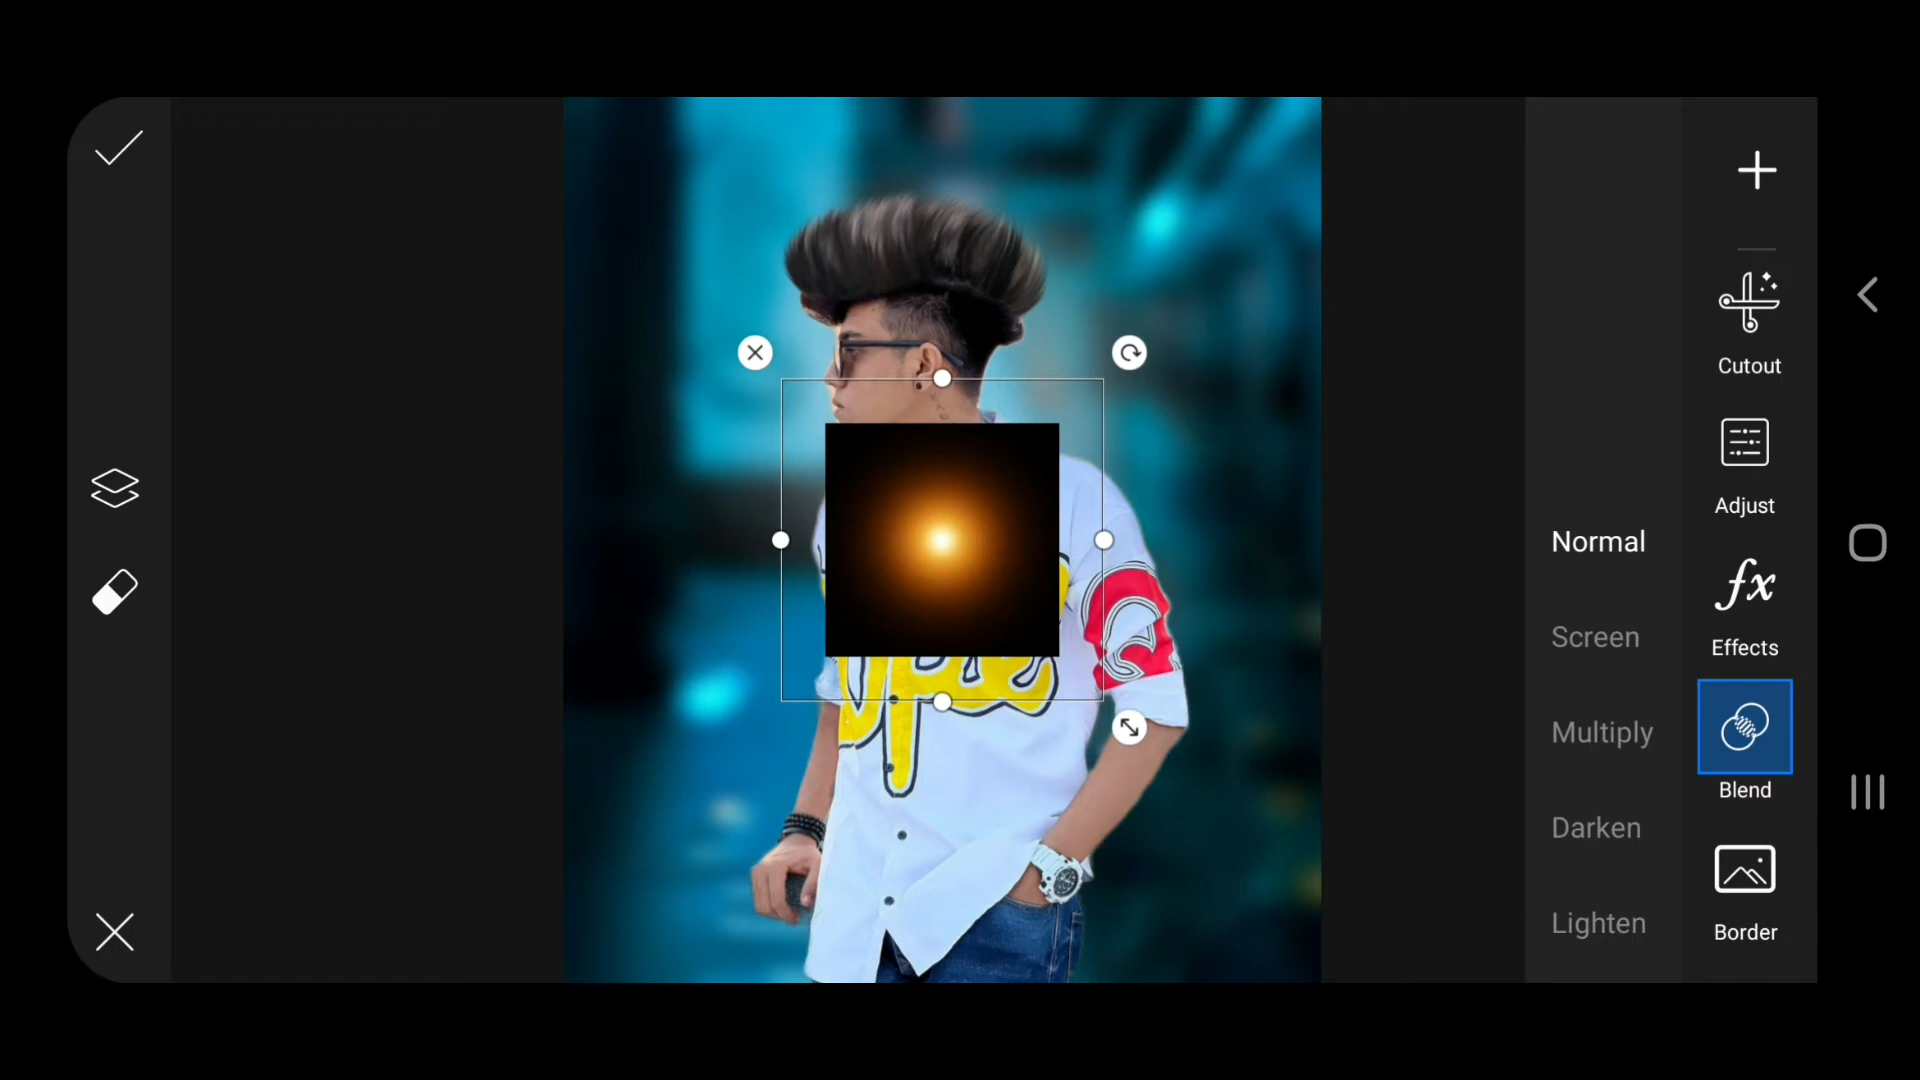 Cutout
Adjust
Normal
Effects
Screen
Multiply
Blend
Darken
Lighten
Border